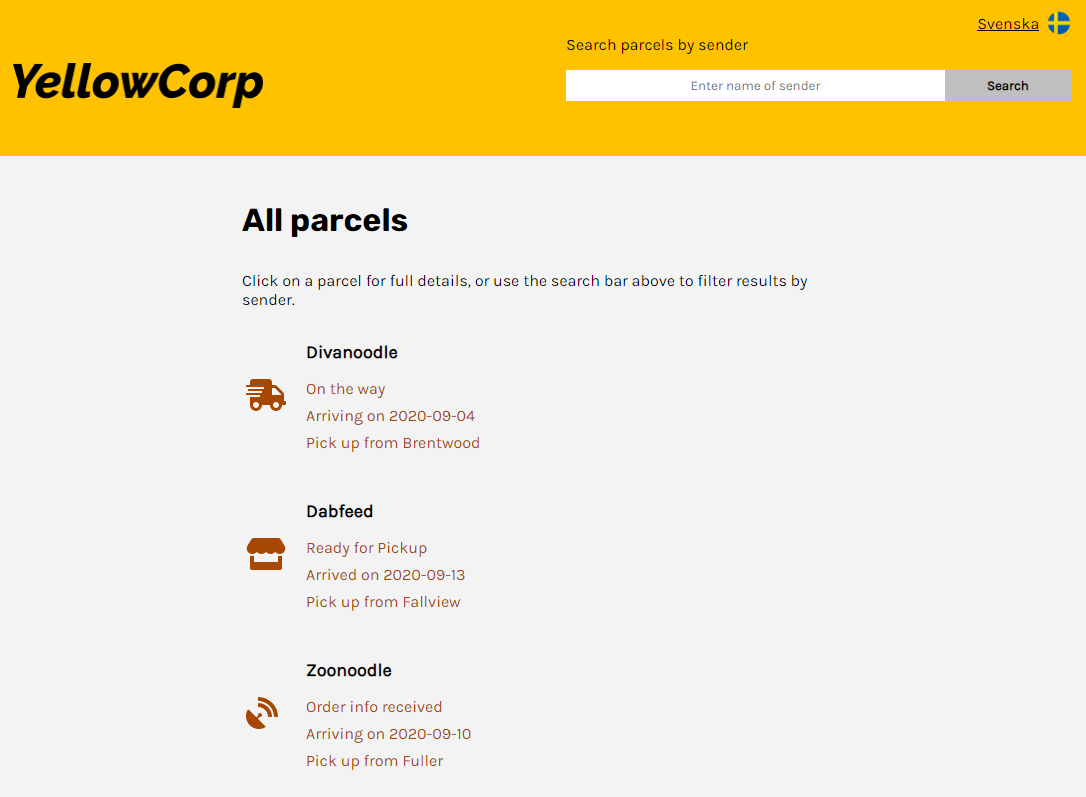 Svenska
Search parcels by sender
YellowCorp
Enter name of sender
Search
All parcels
Click on a parcel for full details, or use the search bar above to filter results by
sender.
Divanoodle
On the way
Arriving on 2020-09-04
Pick up from Brentwood
Dabfeed
Ready for Pickup
Arrived on 2020-09-13
Pick up from Fallview
Zoonoodle
Order info received
Arriving on 2020-09-10
Pick up from Fuller